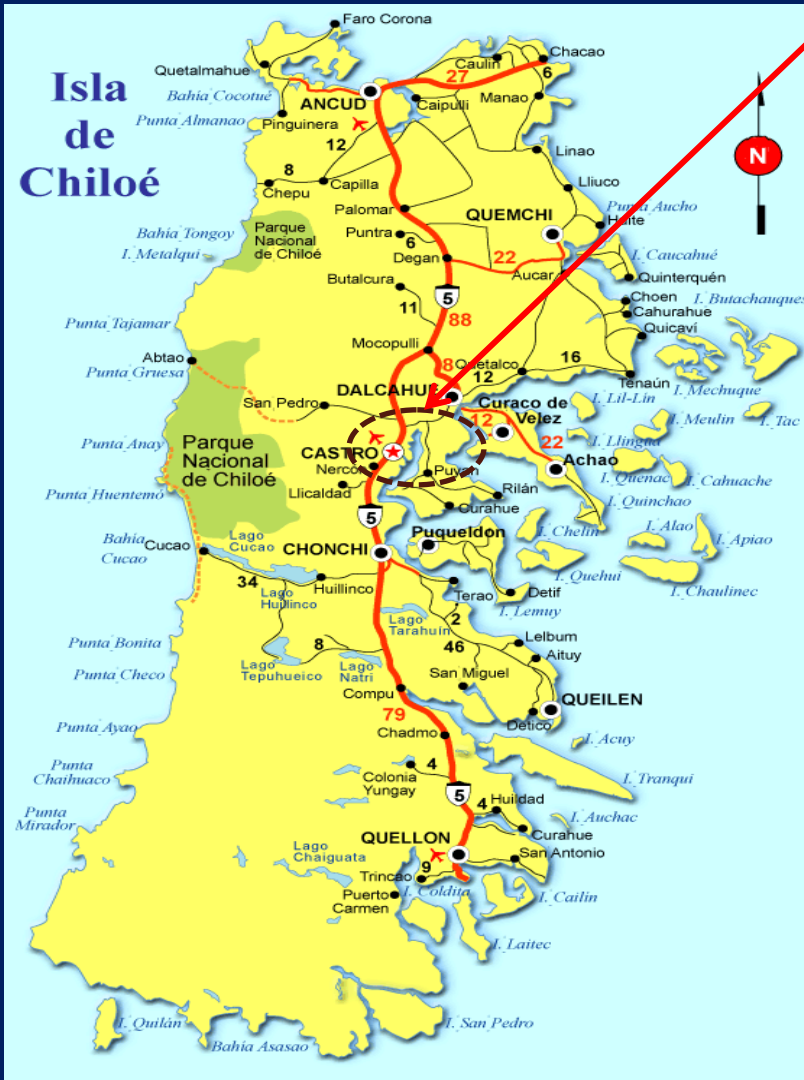 Isla
de
Chiloé
Faro Corona
Quetalmahue
Caulin
Chacao
27
6
Bahía Cocotué
ANCUD
Caipulli
Manao
Punta Almanao
Pinguinera
12
Linao
8
Chepu
Capilla
Lliuco
N
Palomar
QUEMCHI
Punta Aucho
Huite
Bahía Tongoy
Parque
Nacional
de Chiloé
Puntra
6
I. Metalqui
Degan
22
I. Caucahué
Aucar
Quinterquén
Butalcura
5
Choen
I. Butachauques
11
88
Cahurahue
Punta Tajamar
Quicaví
Mocopulli
Abtao
8
Quetalco
16
Punta Gruesa
12
Tenaún
I. Mechuque
DALCAHUE
San Pedro
Curaco de
Velez
I. Lil-Lín
12
I. Meulin
I. Tac
Punta Anay
Parque
Nacional
de Chiloé
CASTRO
22
I. Llingua
Nercón
Puyan
Achao
I. Quenac
I. Cahuache
Punta Huentemó
Llicaldad
Rilán
I. Quinchao
Curahue
5
Bahía
Cucao
Lago
Cucao
Puqueldon
I. Chelin
I. Alao
I. Apiao
Cucao
CHONCHI
34
Huillinco
I. Quehui
I. Chaulinec
Lago
Huillinco
Terao
Detif
I. Lemuy
Lago
Tarahuín
2
Punta Bonita
8
46
Lelbum
Aituy
Punta Checo
Lago
Tepuhueico
Lago
Natri
San Miguel
Compu
QUEILEN
79
Detico
Punta Ayao
Chadmo
I. Acuy
Punta
Chaihuaco
4
Colonia
Yungay
I. Tranqui
5
4
Huildad
Punta
Mirador
I. Auchac
QUELLON
Curahue
Lago
Chaiguata
San Antonio
9
Trincao
Puerto
Carmen
I. Coldita
I. Cailín
I. Laitec
I. Quilán
I. San Pedro
Bahía Asasao